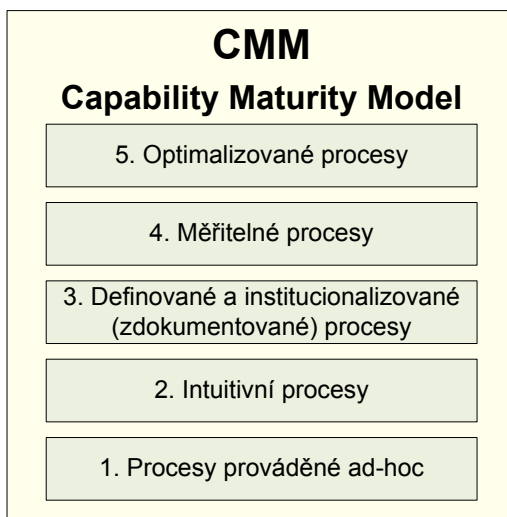 CMM
Capability Maturity Model
5. Optimalizované procesy
4. Měřitelné procesy
3. Definované a institucionalizované
(zdokumentované) procesy
2. Intuitivní procesy
1. Procesy prováděné ad-hoc